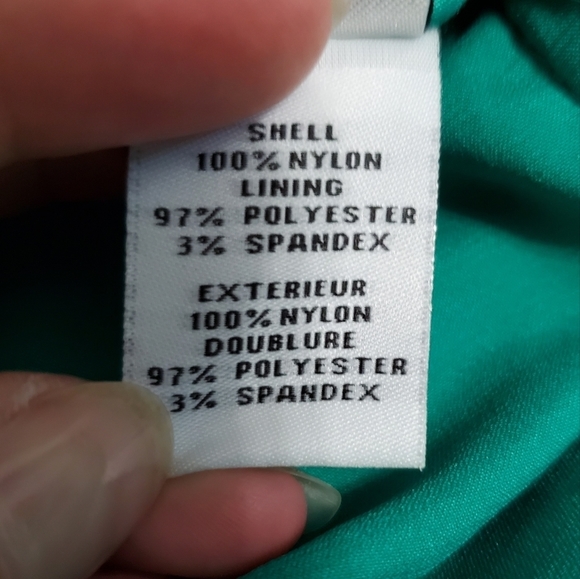 SHELL
100% NYLON
LINING
97% POLYESTER
3% SPANDEX
EXTERIEUR
100% NYLON
DOUBLURE
97% POLYESTER
3% SPANDEX